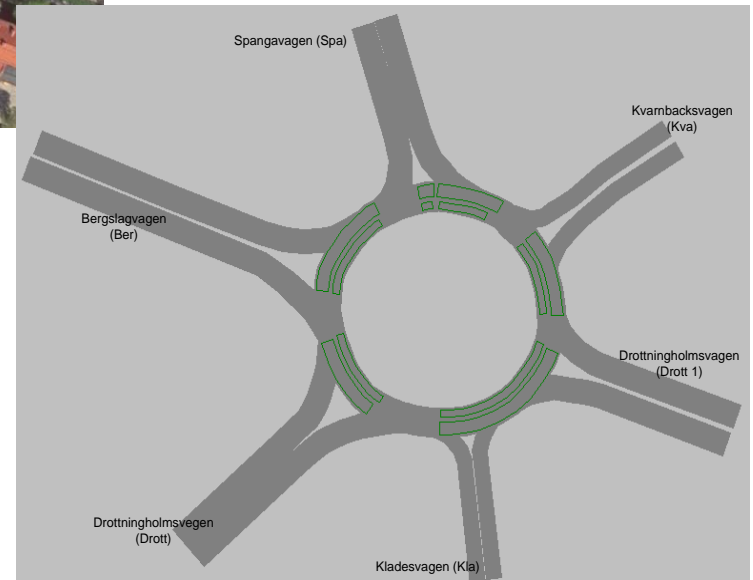 Spangavagen (Spa)
Kvarnbacksvagen
(Kva)
Bergslagvagen
(Ber)
Drottningholmsvagen
(Drott 1)
Drottningholmsvegen
(Drott)
Kladesvagen (Kla)